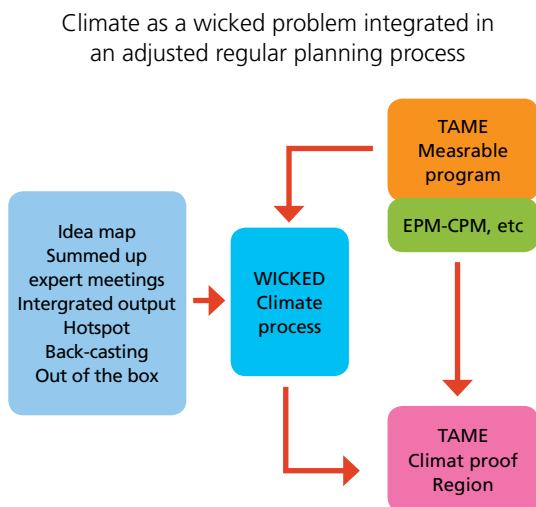 Climate as a wicked problem integrated in
an adjusted regular planning process
TAME
Measrable
program
EPM-CPM, etc
Idea map
Summed up
expert meetings
Intergrated output
Hotspot
Back-casting
Out of the box
WICKED
Climate
process
TAME
Climat proof
Region